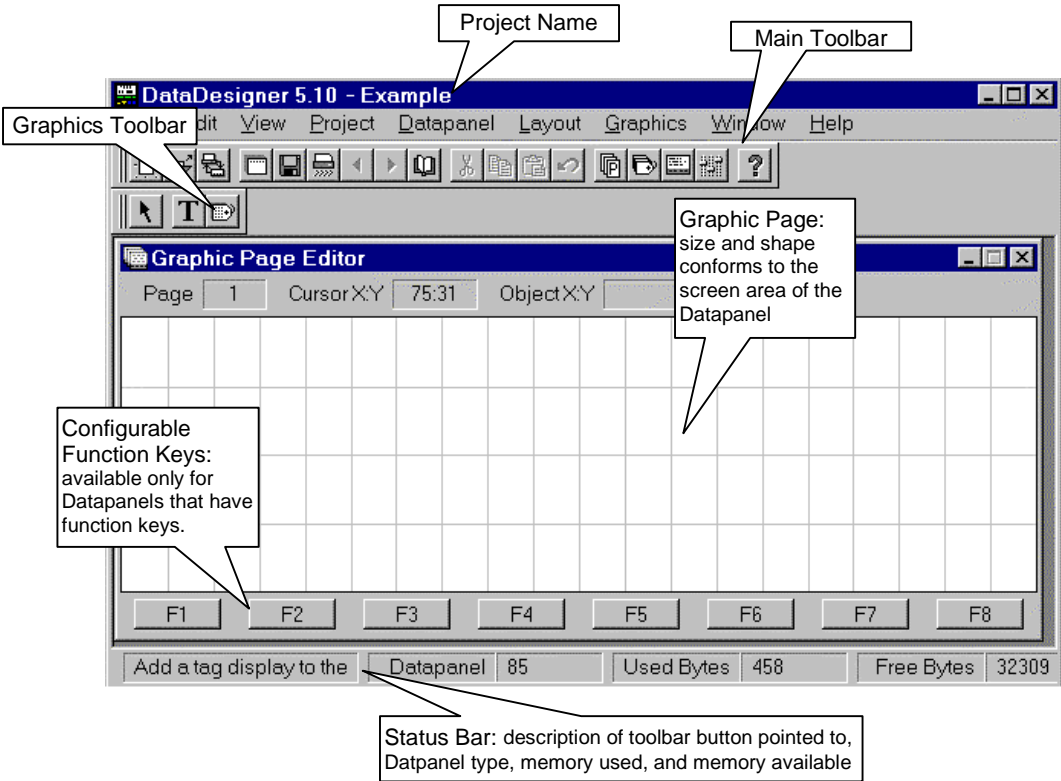 Project Name
Main Toolbar
DataDesigner 5.10 - Example
Graphics Toolbar
dit View Project Datapanel Layout Graphics Window Help
T
P
?
Graphic Page:
size and shape
conforms to the
screen area of the
Datapanel
Graphic Page Editor
Page 1 Cursor X:Y 75:31 Object X:Y
Configurable
Function Keys:
available only for
Datapanels that have
function keys.
F1 F2 F3 F4 F5 F6 F7 F8
Add a tag display to the Datapanel 85 Used Bytes 458 Free Bytes 32309
Status Bar: description of toolbar button pointed to,
Datpanel type, memory used, and memory available